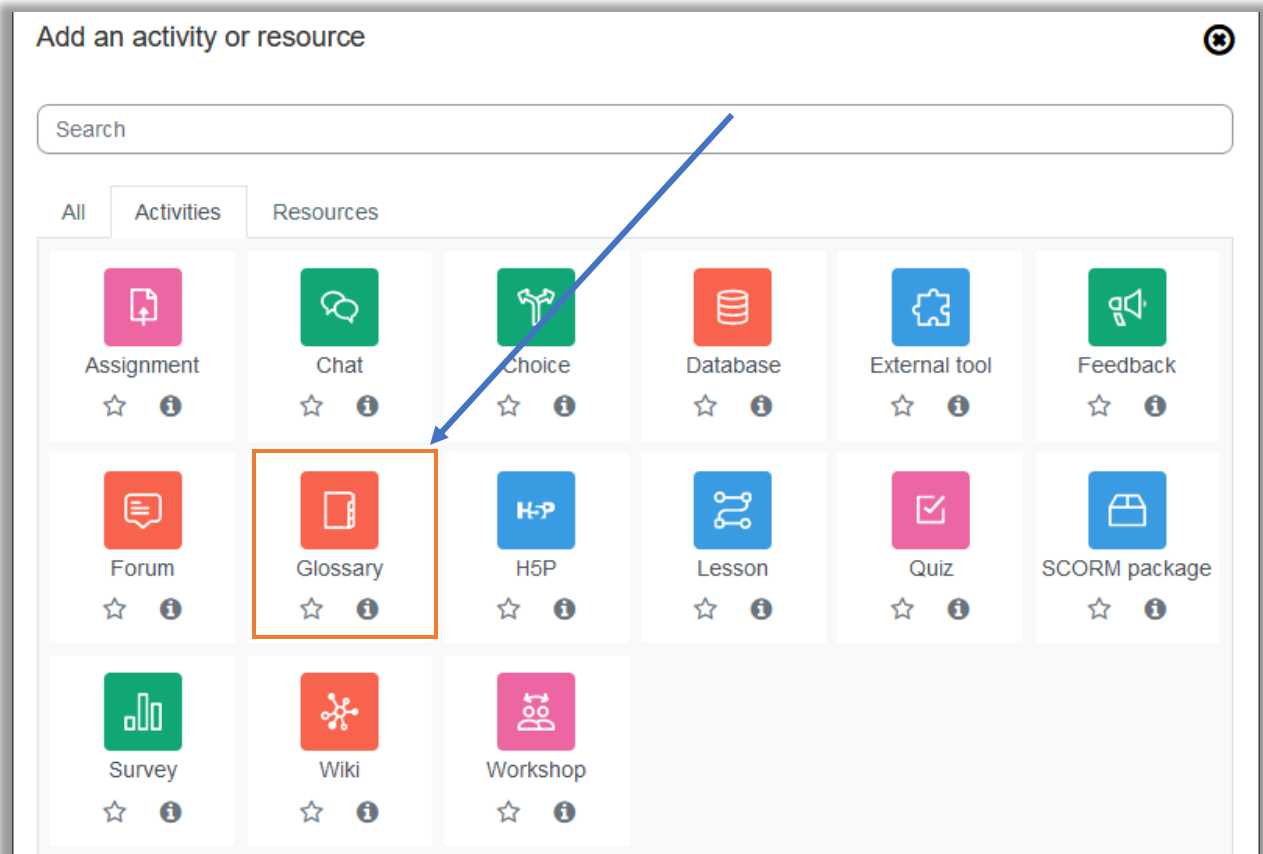 Add an activity or resource
Search
All Activities Resources
Assignment Chat Choice Database External tool Feedback
H5P
Forum Glossary H5P Lesson Quiz SCORM package
Survey Wiki Workshop